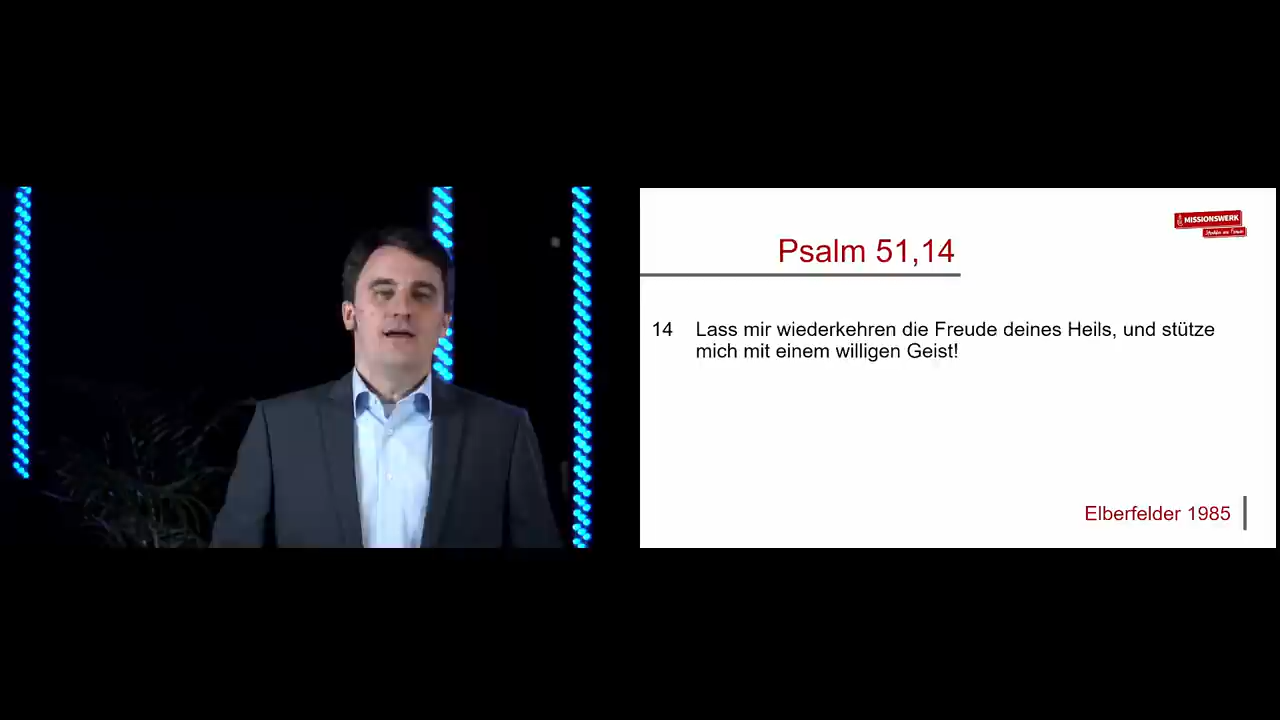 MISSIONSWERK
Psalm 51,14
14 Lass mir wiederkehren die Freude deines Heils, und stütze
mich mit einem willigen Geist!
Elberfelder 1985